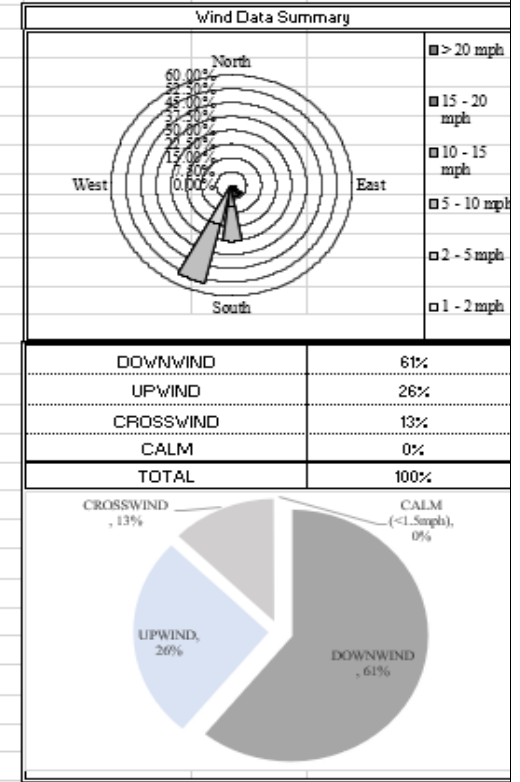 Wind Data Summary
North
60.00%
52.50%
45.00%
37.50%
30.00%
22.50%
15.00%
7.50%
0.00%
West
East
South
> 20 mph
15 - 20
mph
10 - 15
mph
5 - 10 mph
2 - 5 mph
1 - 2 mph
DOWNWIND 61%
UPWIND 26%
CROSSWIND 13%
CALM 0%
TOTAL 100%
CROSSWIND
, 13%
CALM
(<1.5mph),
0%
UPWIND,
26%
DOWNWIND
, 61%